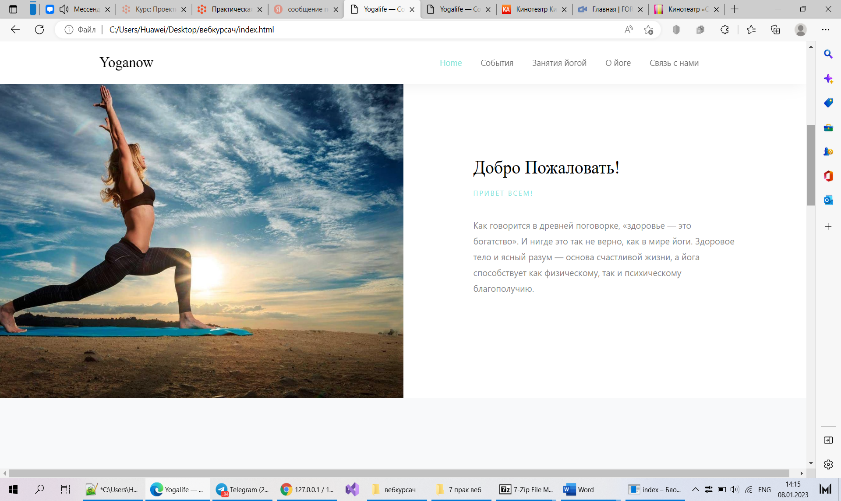 Мессен
Курс: Проек
Практическа
сообщение п
Yogalife — Co
Yogalife — Co
Кинотеатр Ки
Главная | ГОП
Кинотеатр «С
Файл | C:/Users/Huawei/Desktop/вебкурсач/index.html
Yoganow
Home События Занятия йогой О йоге Связь с нами
Добро Пожаловать!
ПРИВЕТ ВСЕМ!
Как говорится в древней поговорке, «здоровье — это
богатство». И нигде это так не верно, как в мире йоги. Здоровое
тело и ясный разум — основа счастливой жизни, а йога
способствует как физическому, так и психическому
благополучию.
*C:\Users\H...
Yogalife — ...
Telegram (2...
127.0.0.1 / 1...
вебкурсач
7 прак веб
7-Zip File M...
Word
index – Бло...
ENG
14:15
08.01.2023